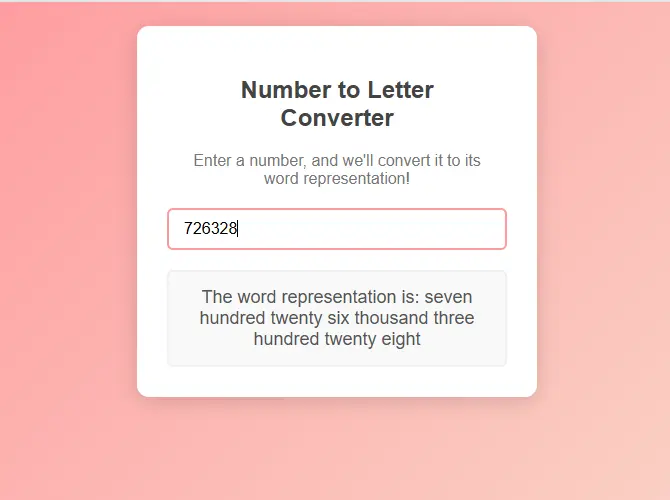 Number to Letter
Converter
Enter a number, and we'll convert it to its
word representation!
726328
The word representation is: seven
hundred twenty six thousand three
hundred twenty eight